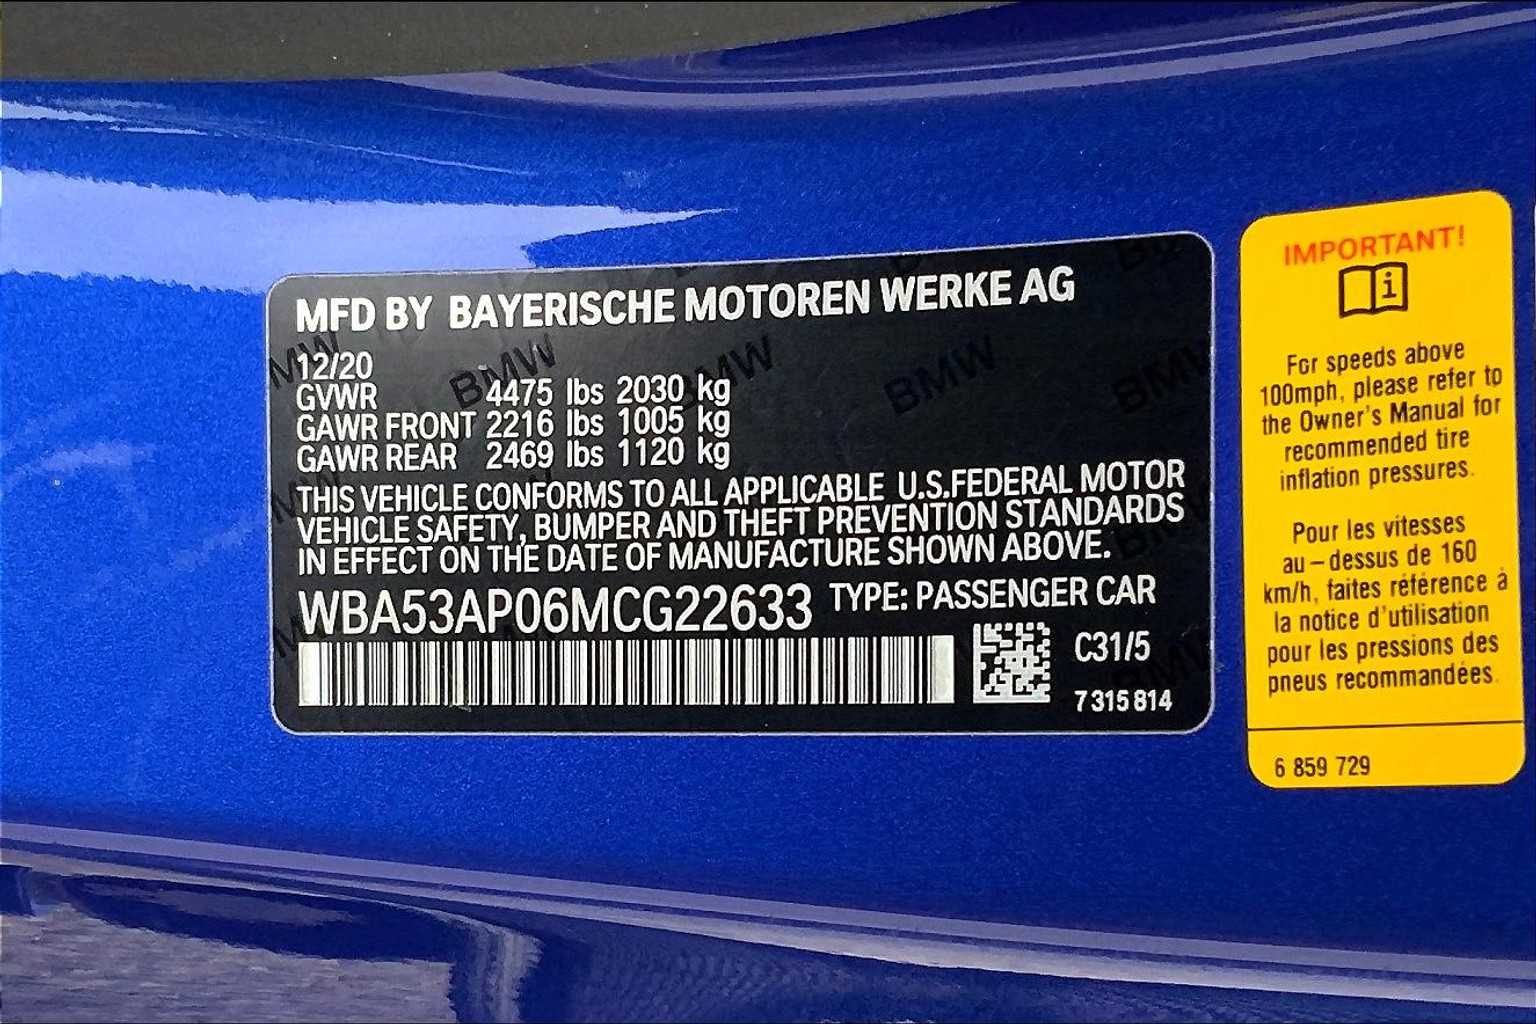 MFD BY BAYERISCHE MOTOREN WERKE AG
12/20
GVWR 4475 lbs 2030 kg
GAWR FRONT 2216 lbs 1005 kg
GAWR REAR 2469 lbs 1120 kg
THIS VEHICLE CONFORMS TO ALL APPLICABLE U.S.FEDERAL MOTOR
VEHICLE SAFETY, BUMPER AND THEFT PREVENTION STANDARDS
IN EFFECT ON THE DATE OF MANUFACTURE SHOWN ABOVE.
WBA53AP06MCG22633 TYPE: PASSENGER CAR
C31/5
7 315 814
IMPORTANT!
i
For speeds above
100mph, please refer to
the Owner's Manual for
recommended tire
inflation pressures.
Pour les vitesses
au-dessus de 160
km/h, faites référence à
la notice d'utilisation
pour les pressions des
pneus recommandées.
6 859 729
BMW
BMW
BMW
BMW
BMW